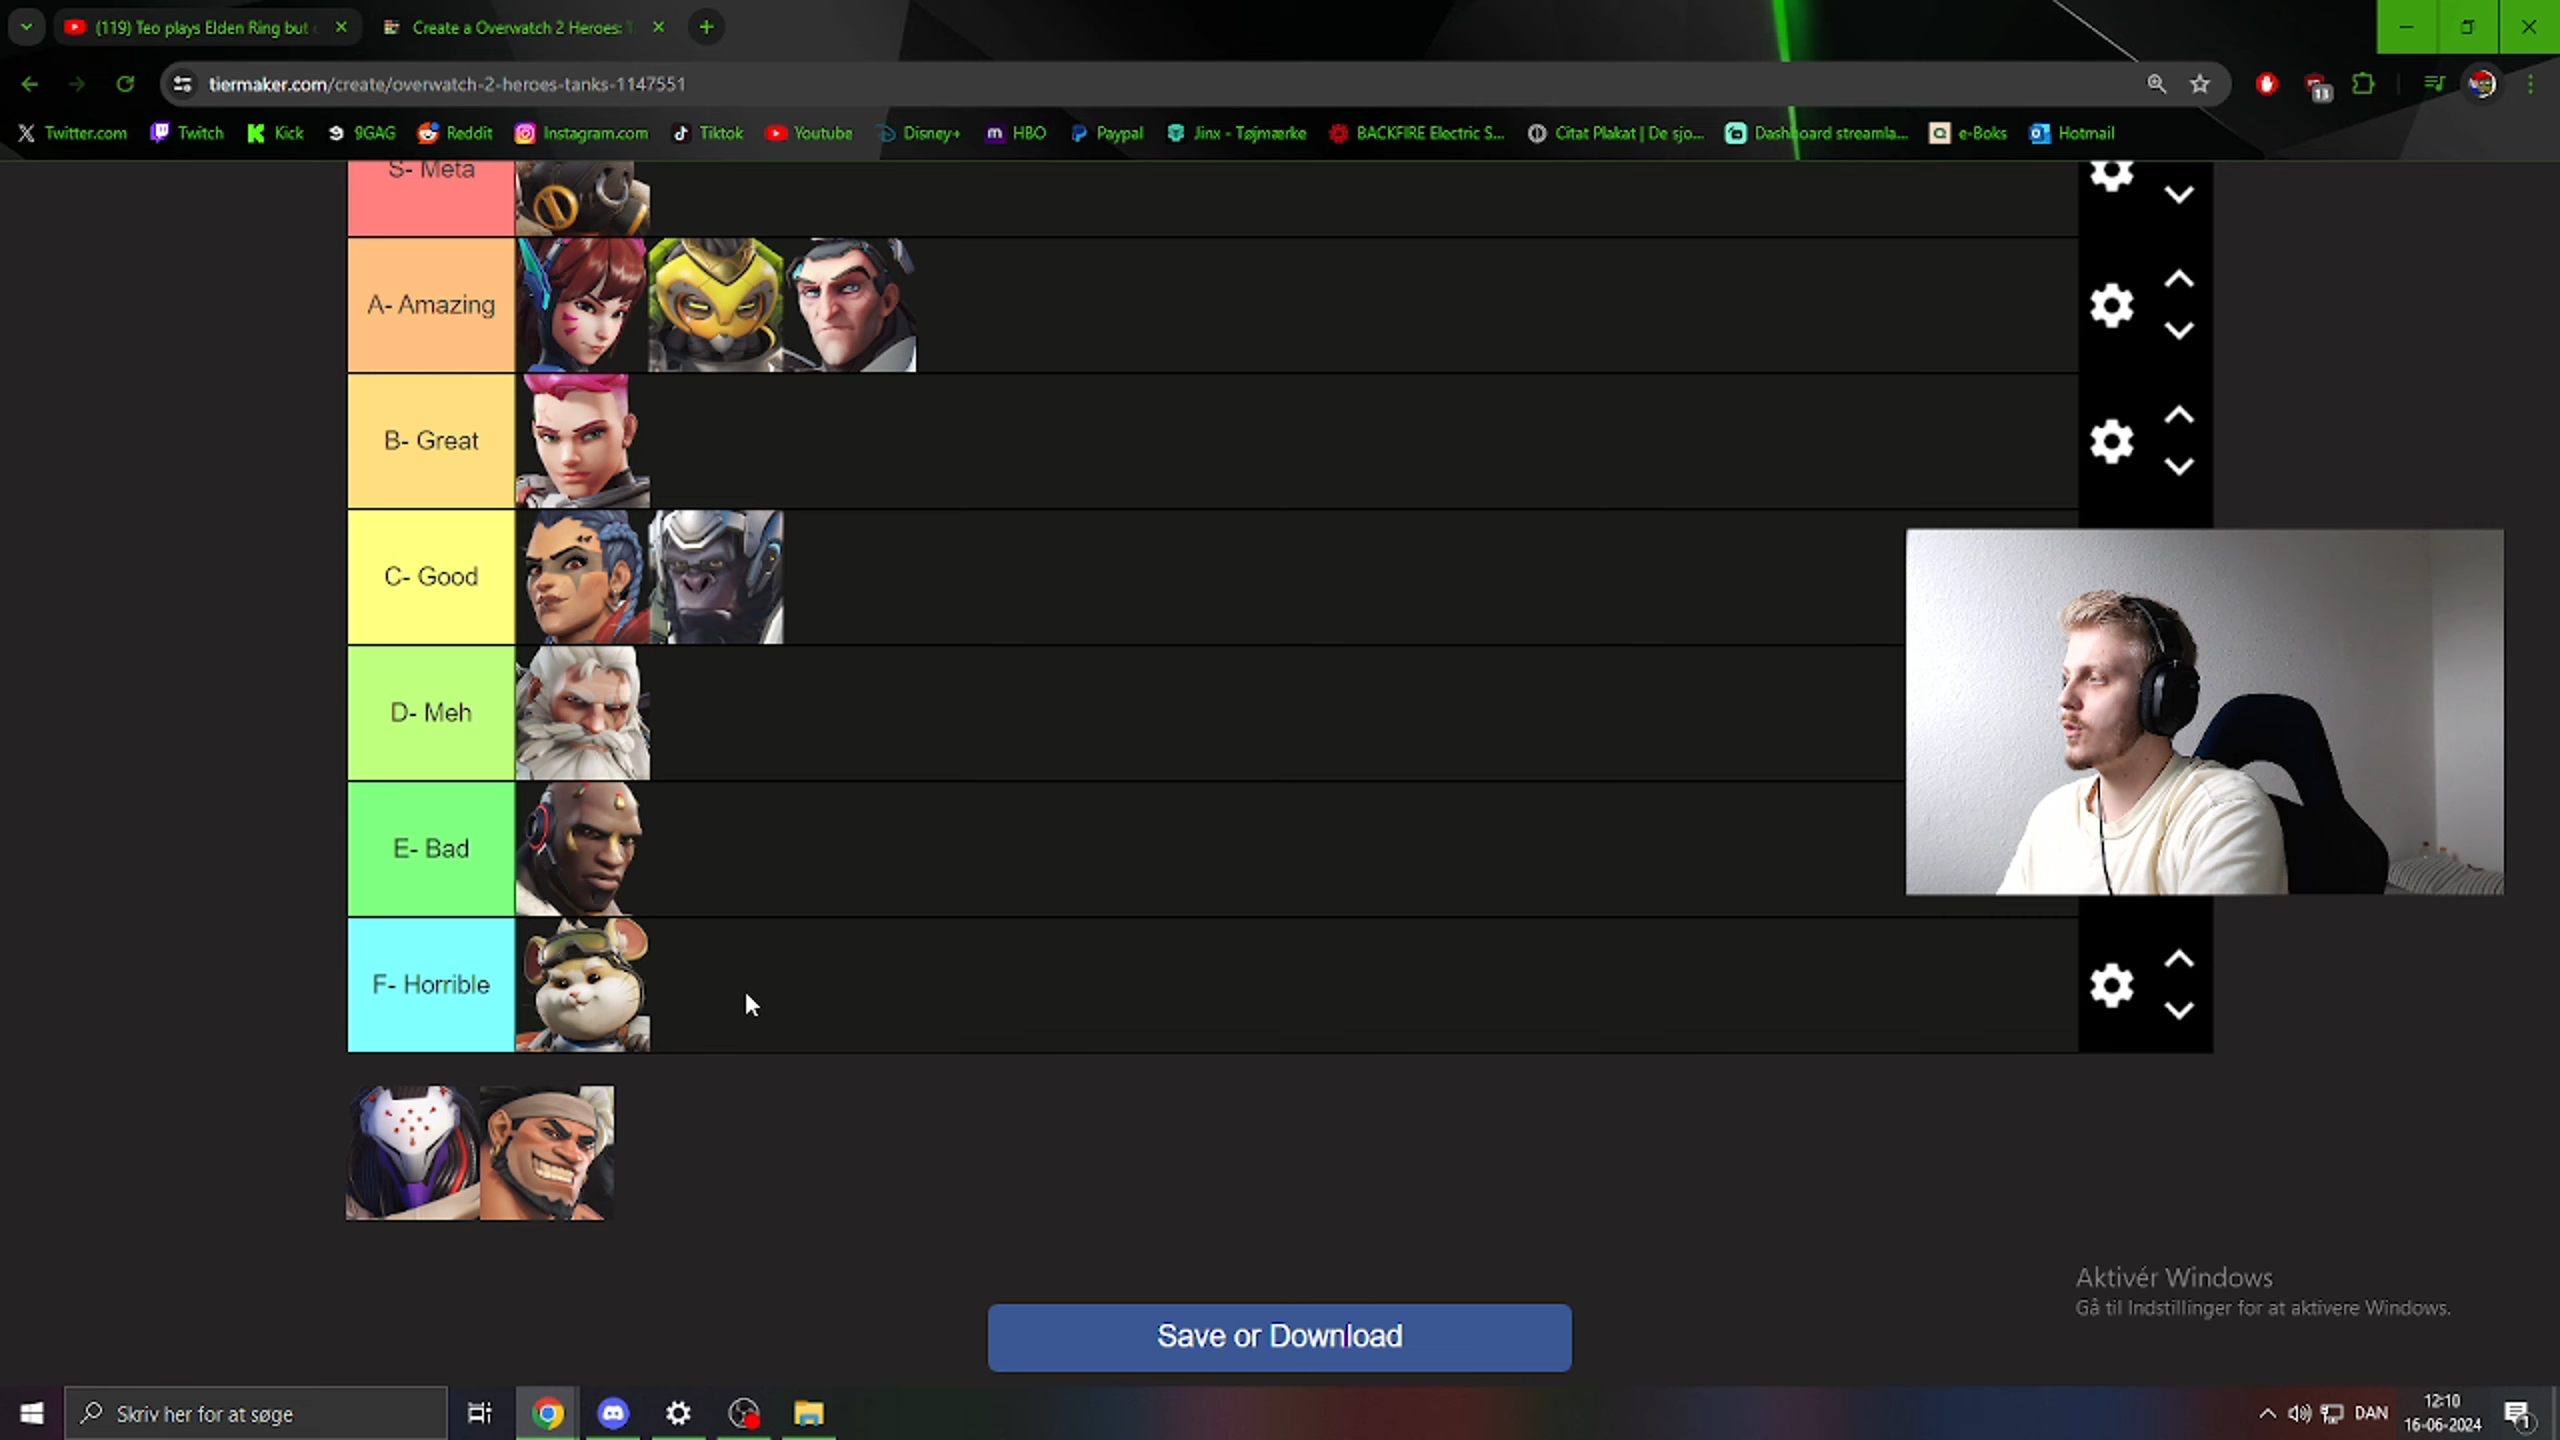 (119) Teo plays Elden Ring but
Create a Overwatch 2 Heroes:
tiermaker.com/create/overwatch-2-heroes-tanks-1147551
13
Twitter.com
Twitch
Kick
9GAG
Reddit
Instagram.com
Tiktok
Youtube
Disney+
HBO
Paypal
Jinx - Tøjmærke
BACKFIRE Electric S...
Citat Plakat | De sjo...
Dashboard streamla...
e-Boks
Hotmail
S- Meta
A- Amazing
B- Great
C- Good
D- Meh
E- Bad
F- Horrible
Aktivér Windows
Gå til Indstillinger for at aktivere Windows.
Save or Download
Skriv her for at søge
DAN
12:10
16-06-2024
1